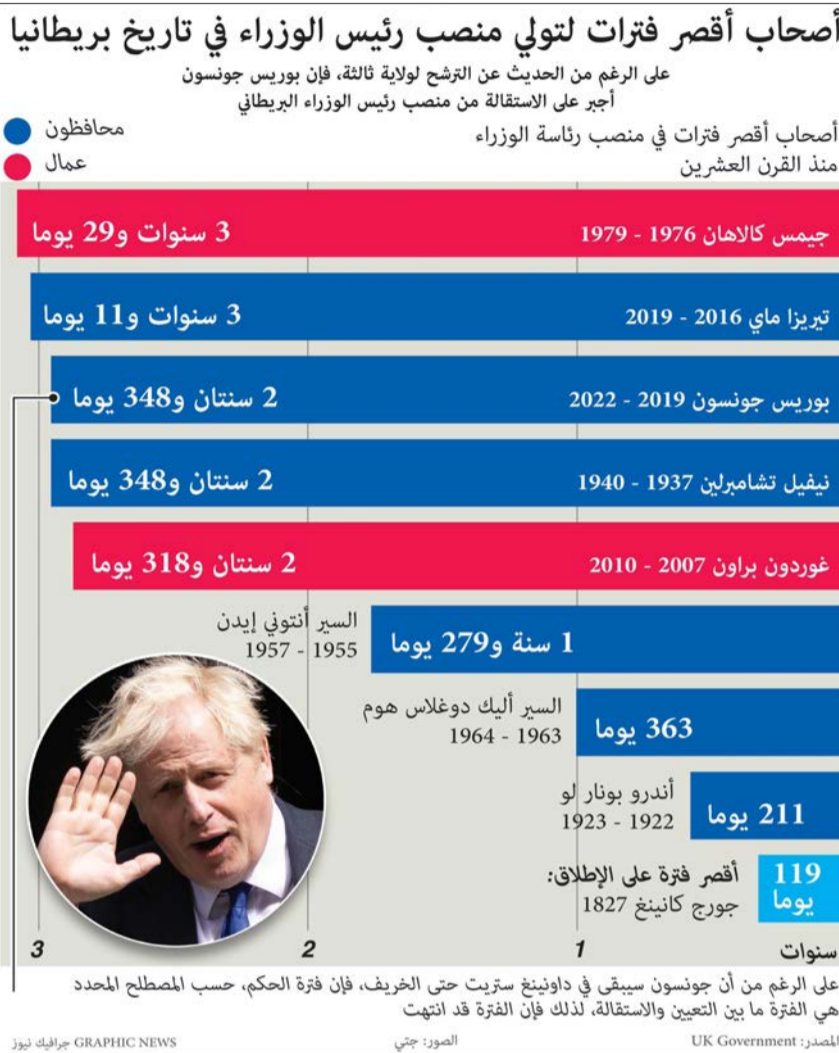 أصحاب أقصر فترات لتولي منصب رئيس الوزراء في تاريخ بريطانيا
على الرغم من الحديث عن الترشح لولاية ثالثة، فإن بوريس جونسون
أجبر على الاستقالة من منصب رئيس الوزراء البريطاني
أصحاب أقصر فترات في منصب رئاسة الوزراء
منذ القرن العشرين
محافظون
عمال
جيمس كالاهان 1976 - 1979
3 سنوات و29 يوما
تيريزا ماي 2016 - 2019
3 سنوات و11 يوما
بوريس جونسون 2019 - 2022
2 سنتان و348 يوما
نيفيل تشامبرلين 1937 - 1940
2 سنتان و348 يوما
غوردون براون 2007 - 2010
2 سنتان و318 يوما
1 سنة و279 يوما
السير أنتوني إيدن
1955 - 1957
363 يوما
السير أليك دوغلاس هوم
1963 - 1964
211 يوما
أندرو بونار لو
1922 - 1923
119
يوما
أقصر فترة على الإطلاق:
جورج كانينغ 1827
سنوات
1
2
3
على الرغم من أن جونسون سيبقى في داونينغ ستريت حتى الخريف، فإن فترة الحكم، حسب المصطلح المحدد
هي الفترة ما بين التعيين والاستقالة، لذلك فإن الفترة قد انتهت
المصدر: UK Government
الصور: جتي
GRAPHIC NEWS جرافيك نيوز